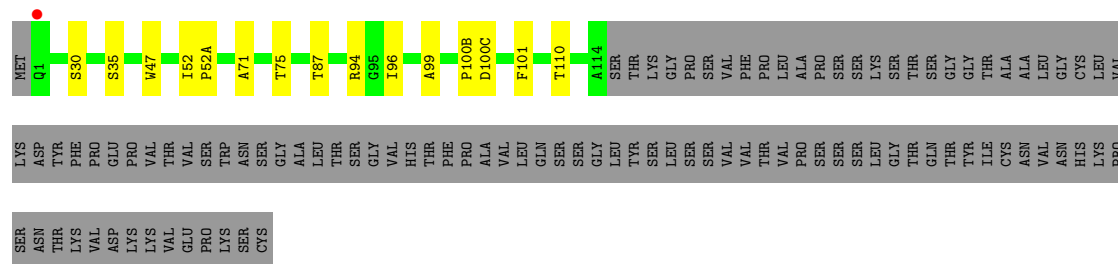 MET Q1 S30 S35 W47 I52 P52A A71 T75 T87 R94 G95 I96 A99 P100B D100C F101 T110 A114 SER THR LYS GLY PRO SER VAL PHE PRO LEU ALA PRO SER SER LYS SER THR SER GLY GLY THR ALA ALA LEU GLY CYS LEU VAL
LYS ASP TYR PHE PRO GLU PRO VAL THR VAL SER TRP ASN SER GLY ALA LEU THR SER GLY VAL HIS THR PHE PRO ALA VAL LEU GLN SER SER GLY LEU TYR SER LEU SER SER VAL VAL THR VAL PRO SER SER SER LEU GLY THR GLN THR TYR ILE CYS ASN VAL ASN HIS LYS PRO
SER ASN THR LYS VAL ASP LYS LYS VAL GLU PRO LYS SER CYS